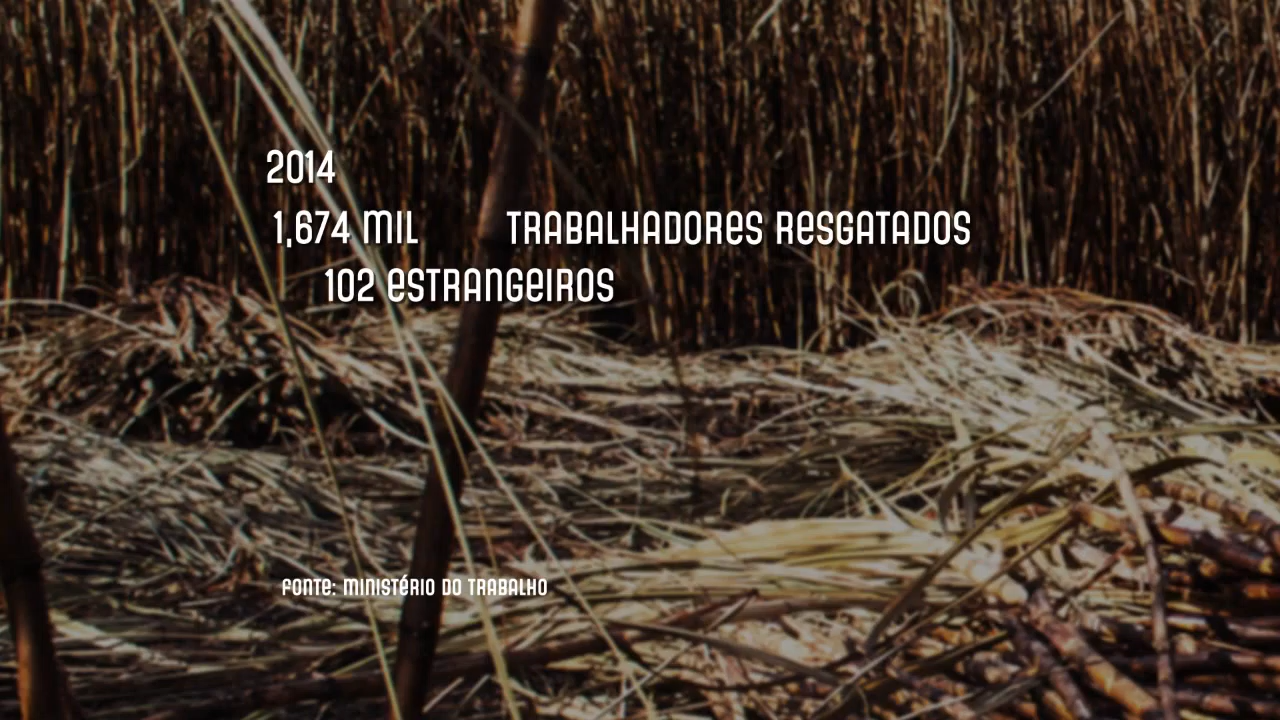 2014
1,674 MIL TRABALHADORES RESGATADOS
102 ESTRANGEIROS
FONTE: MINISTÉRIO DO TRABALHO